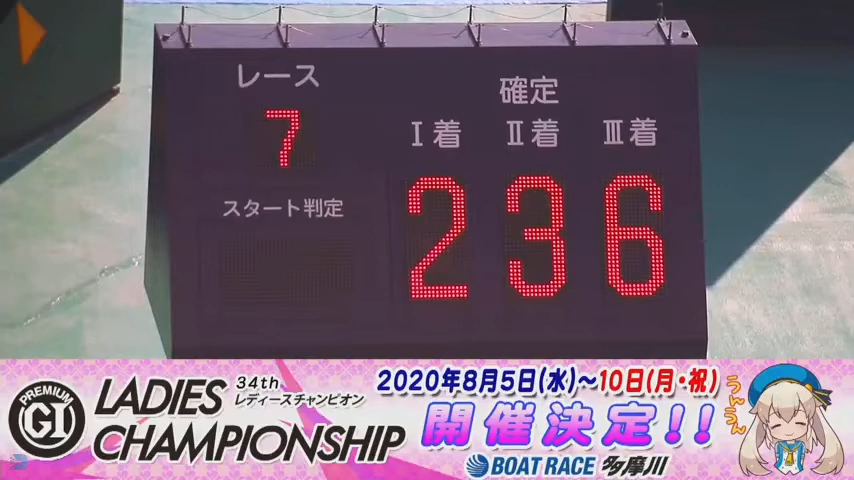 レース
7
確定
I着 II着 III着
スタート判定
2 3 6
PREMIUM
GI
LADIES
CHAMPIONSHIP
34th
レディースチャンピオン
2020年8月5日(水)～10日(月・祝)
開催決定!!
BOAT RACE 多摩川
うんうん